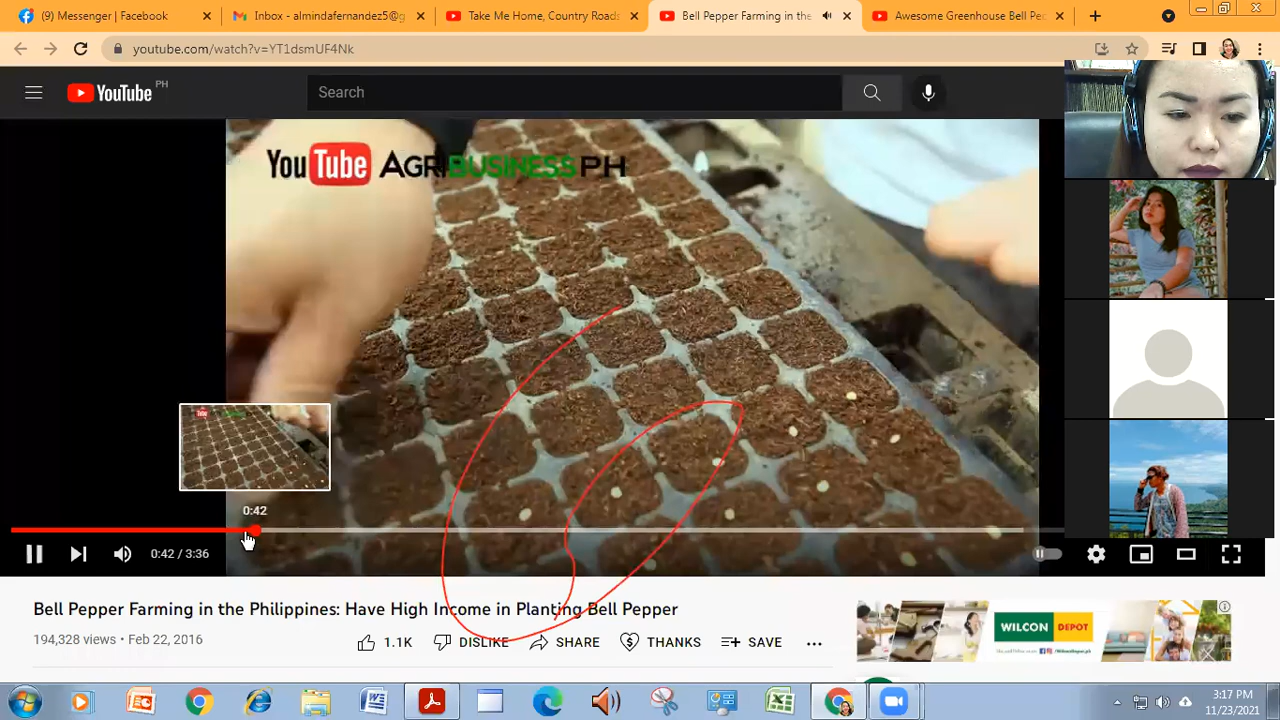 (9) Messenger | Facebook
Inbox - almindafernandez5@g
Take Me Home, Country Roads
Bell Pepper Farming in the
Awesome Greenhouse Bell Pep
youtube.com/watch?v=YT1dsmUF4Nk
YouTube PH
Search
YouTube AGRIBUSINESS PH
0:42
0:42 / 3:36
Bell Pepper Farming in the Philippines: Have High Income in Planting Bell Pepper
194,328 views • Feb 22, 2016
1.1K
DISLIKE
SHARE
THANKS
SAVE
WILCON DEPOT
3:17 PM
11/23/2021